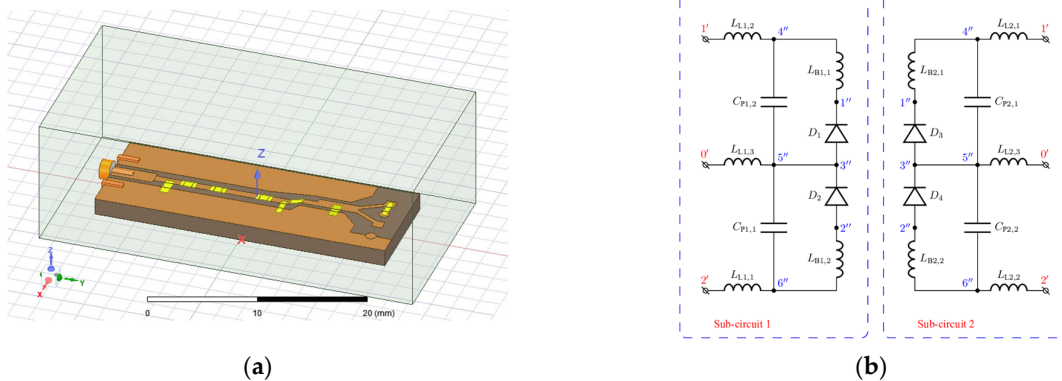 Z
X
Z
Y
X
0 10 20 (mm)
(a)
1′ L_{L1,2} 4″
L_{B1,1}
1″
C_{P1,2}
D_1
0′ L_{L1,3} 5″ 3″
D_2
C_{P1,1}
2″
L_{B1,2}
2′ L_{L1,1} 6″
Sub-circuit 1
4″ L_{L2,1} 1′
L_{B2,1}
1″
C_{P2,1}
D_3
3″ 5″ L_{L2,3} 0′
D_4
C_{P2,2}
2″
L_{B2,2}
6″ L_{L2,2} 2′
Sub-circuit 2
(b)